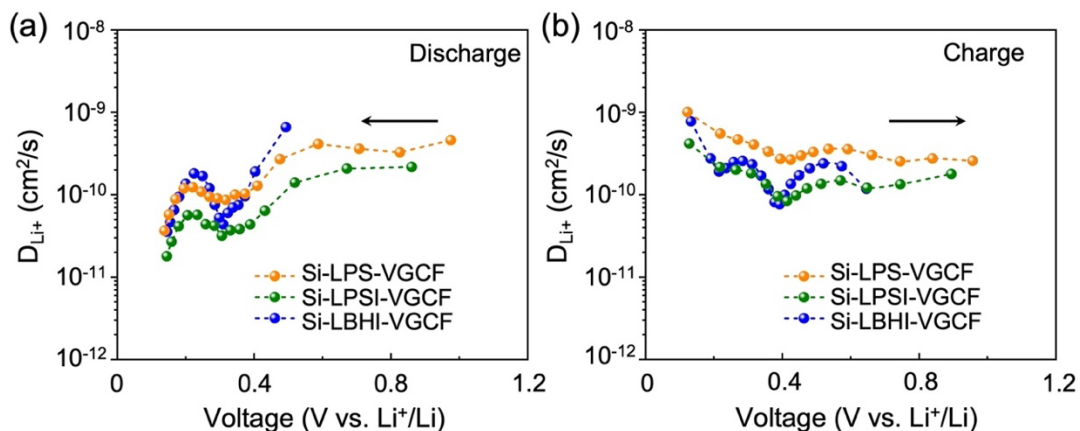 (a)
Discharge
10⁻⁸
10⁻⁹
10⁻¹⁰
10⁻¹¹
10⁻¹²
D_Li+ (cm²/s)
Si-LPS-VGCF
Si-LPSI-VGCF
Si-LBHI-VGCF
0 0.4 0.8 1.2
Voltage (V vs. Li⁺/Li)
(b)
Charge
10⁻⁸
10⁻⁹
10⁻¹⁰
10⁻¹¹
10⁻¹²
D_Li+ (cm²/s)
Si-LPS-VGCF
Si-LPSI-VGCF
Si-LBHI-VGCF
0 0.4 0.8 1.2
Voltage (V vs. Li⁺/Li)